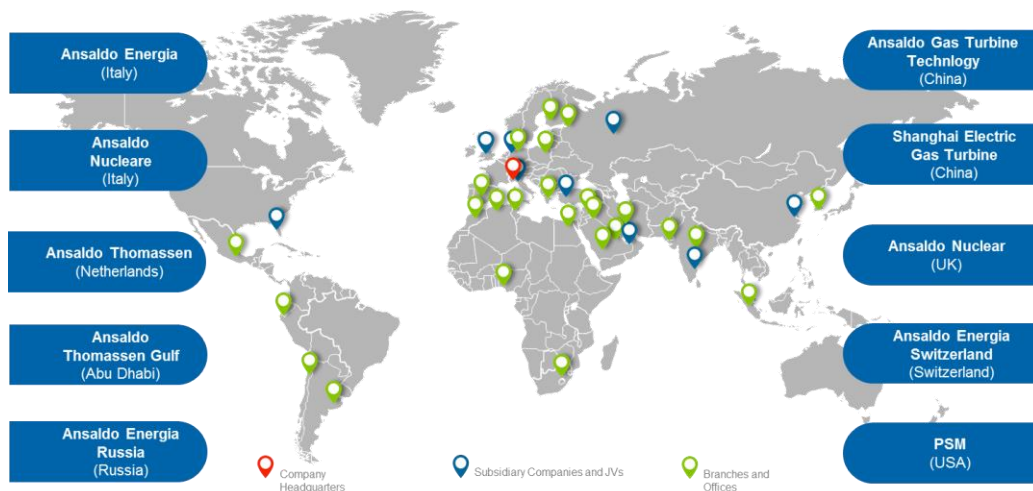 Ansaldo Energia
(Italy)
Ansaldo
Nucleare
(Italy)
Ansaldo Thomassen
(Netherlands)
Ansaldo
Thomassen Gulf
(Abu Dhabi)
Ansaldo Energia
Russia
(Russia)
Ansaldo Gas Turbine
Technlogy
(China)
Shanghai Electric
Gas Turbine
(China)
Ansaldo Nuclear
(UK)
Ansaldo Energia
Switzerland
(Switzerland)
PSM
(USA)
Company
Headquarters
Subsidiary Companies and JVs
Branches and
Offices